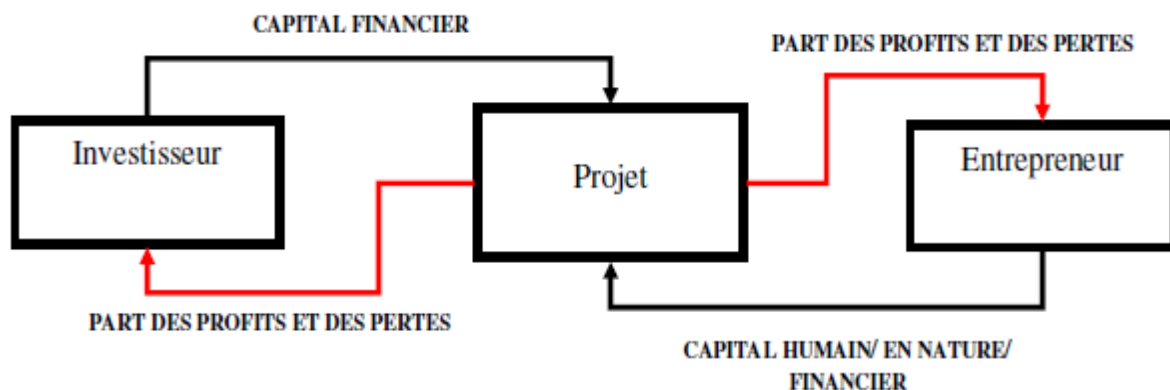 CAPITAL FINANCIER
PART DES PROFITS ET DES PERTES
Investisseur
Projet
Entrepreneur
PART DES PROFITS ET DES PERTES
CAPITAL HUMAIN/ EN NATURE/
FINANCIER